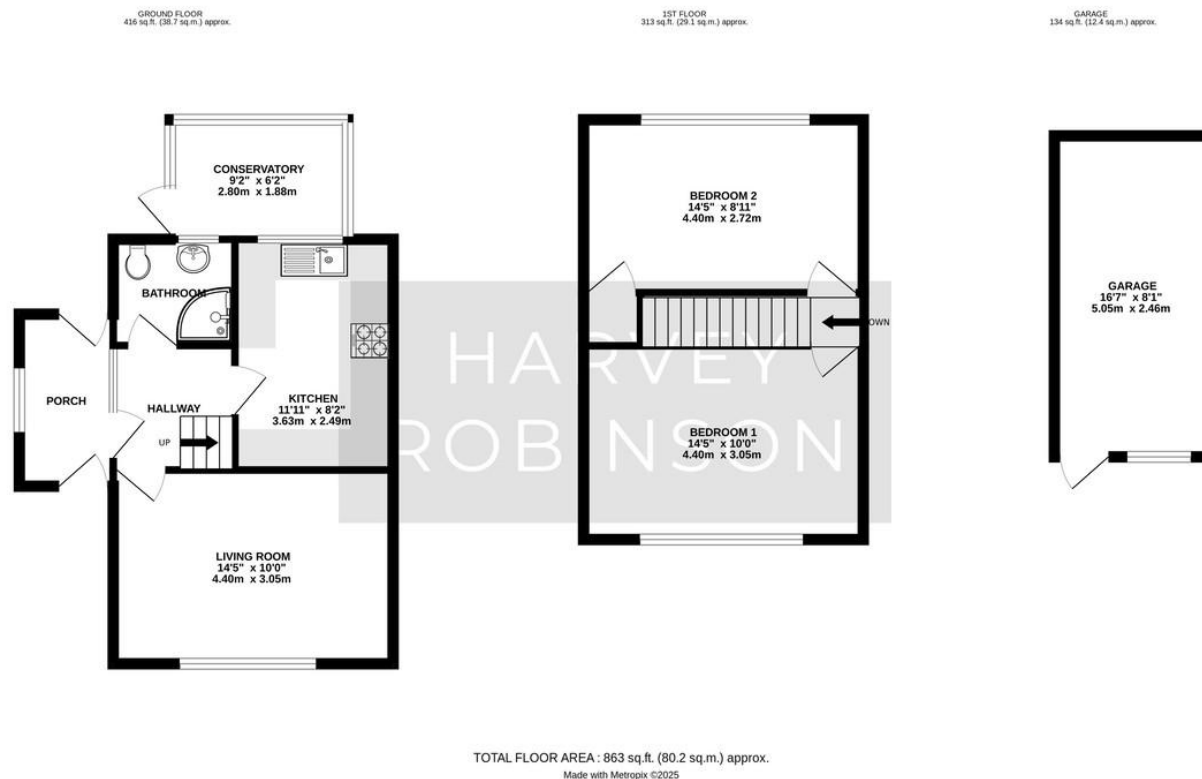 GROUND FLOOR
416 sq.ft. (38.7 sq.m.) approx.
1ST FLOOR
313 sq.ft. (29.1 sq.m.) approx.
GARAGE
134 sq.ft. (12.4 sq.m.) approx.
CONSERVATORY
9'2" x 6'2"
2.80m x 1.88m
BATHROOM
PORCH
HALLWAY
UP
KITCHEN
11'11" x 8'2"
3.63m x 2.49m
LIVING ROOM
14'5" x 10'0"
4.40m x 3.05m
BEDROOM 2
14'5" x 8'11"
4.40m x 2.72m
DOWN
BEDROOM 1
14'5" x 10'0"
4.40m x 3.05m
GARAGE
16'7" x 8'1"
5.05m x 2.46m
HARVEY
ROBINSON
TOTAL FLOOR AREA : 863 sq.ft. (80.2 sq.m.) approx.
Made with Metropix ©2025